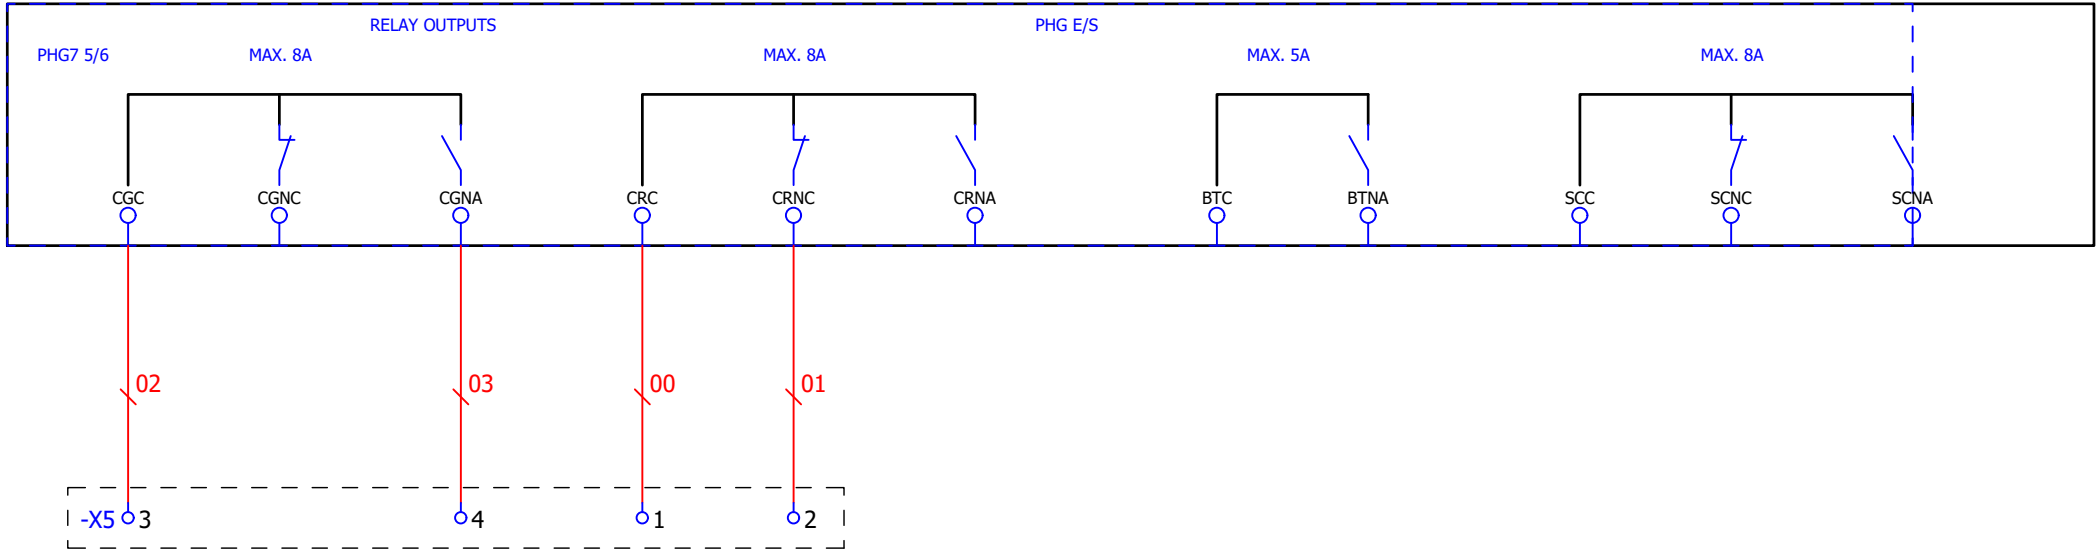 RELAY OUTPUTS PHG E/S
PHG7 5/6 MAX. 8A MAX. 8A MAX. 5A MAX. 8A
CGC CGNC CGNA CRC CRNC CRNA BTC BTNA SCC SCNC SCNA
02 03 00 01
-X5 3 4 1 2